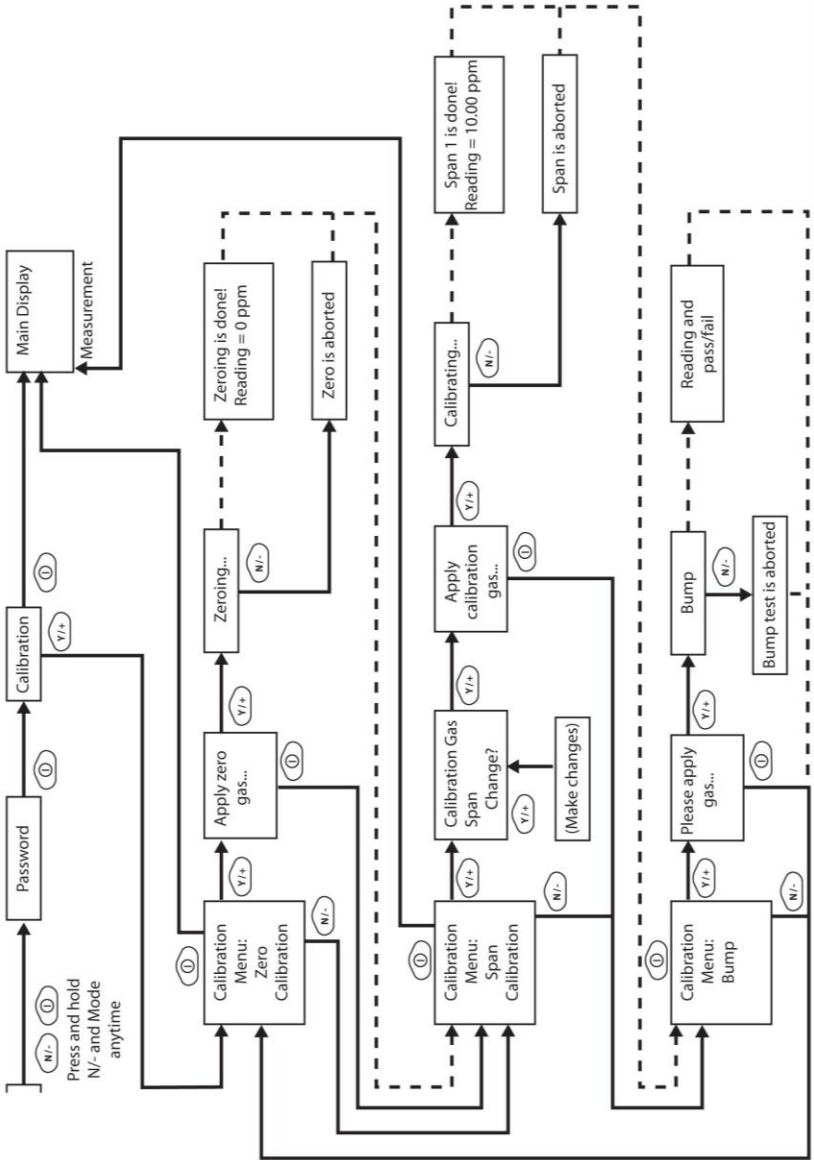 N/-
Press and hold
N/- and Mode
anytime
Password
Calibration
Y/+
Main Display
Measurement
Calibration
Menu:
Zero
Calibration
Y/+
N/-
Apply zero
gas...
Y/+
Zeroing...
N/-
Zeroing is done!
Reading = 0 ppm
Zero is aborted
Calibration
Menu:
Span
Calibration
Y/+
N/-
Calibration Gas
Span
Change?
Y/+
Y/+
(Make changes)
Apply
calibration
gas...
Y/+
Calibrating...
N/-
Span 1 is done!
Reading = 10.00 ppm
Span is aborted
Calibration
Menu:
Bump
Y/+
N/-
Please apply
gas...
Y/+
Bump
N/-
Bump test is aborted
Reading and
pass/fail